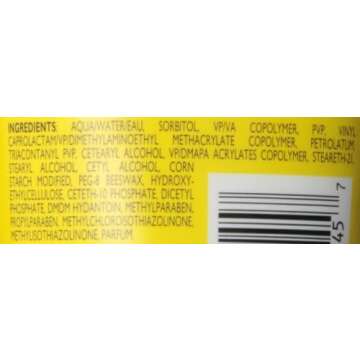 INGREDIENTS: AQUA/WATER/EAU, SORBITOL, VP/VA COPOLYMER, PVP, VINYL
CAPROLACTAM/VP/DIMETHYLAMINOETHYL METHACRYLATE COPOLYMER, PETROLATUM,
TRIACONTANYL PVP, CETEARYL ALCOHOL, VP/DMAPA ACRYLATES COPOLYMER, STEARETH-21,
STEARYL ALCOHOL, CETYL ALCOHOL, CORN
STARCH MODIFIED, PEG-8 BEESWAX, HYDROXY-
ETHYLCELLULOSE, CETETH-10 PHOSPHATE, DICETYL
PHOSPHATE, DMDM HYDANTOIN, METHYLPARABEN,
PROPYLPARABEN, METHYLCHLOROISOTHIAZOLINONE,
METHYLISOTHIAZOLINONE, PARFUM
45 7